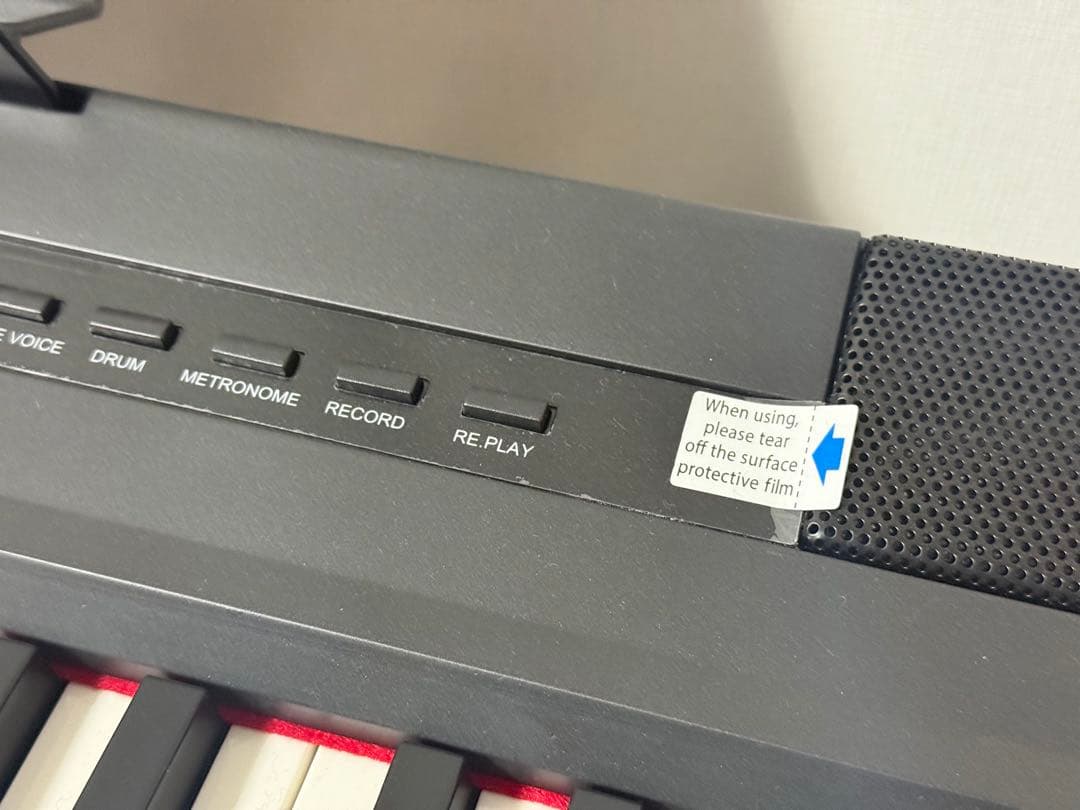 E VOICE
DRUM
METRONOME
RECORD
RE.PLAY
When using,
please tear
off the surface
protective film